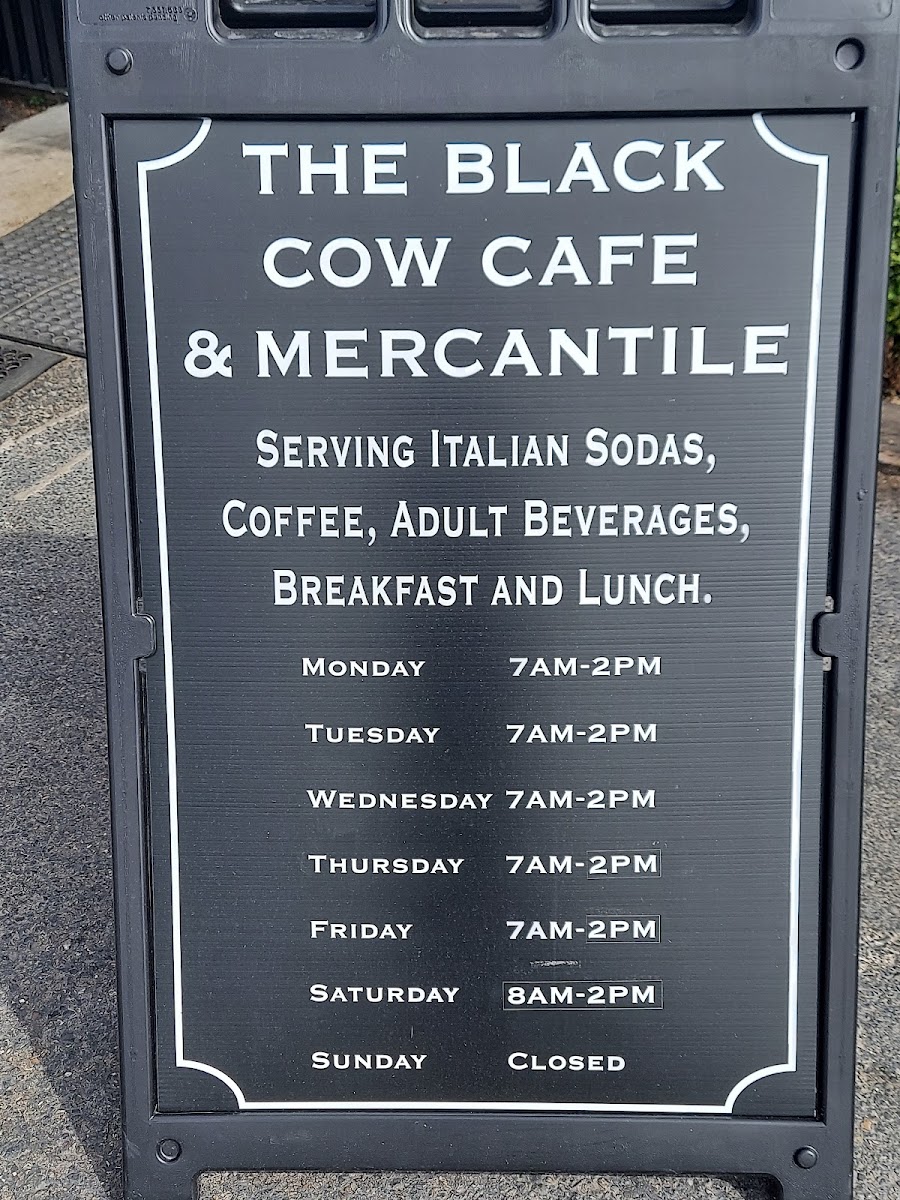 THE BLACK
COW CAFE
& MERCANTILE
SERVING ITALIAN SODAS,
COFFEE, ADULT BEVERAGES,
BREAKFAST AND LUNCH.
MONDAY 7AM-2PM
TUESDAY 7AM-2PM
WEDNESDAY 7AM-2PM
THURSDAY 7AM-2PM
FRIDAY 7AM-2PM
SATURDAY 8AM-2PM
SUNDAY CLOSED